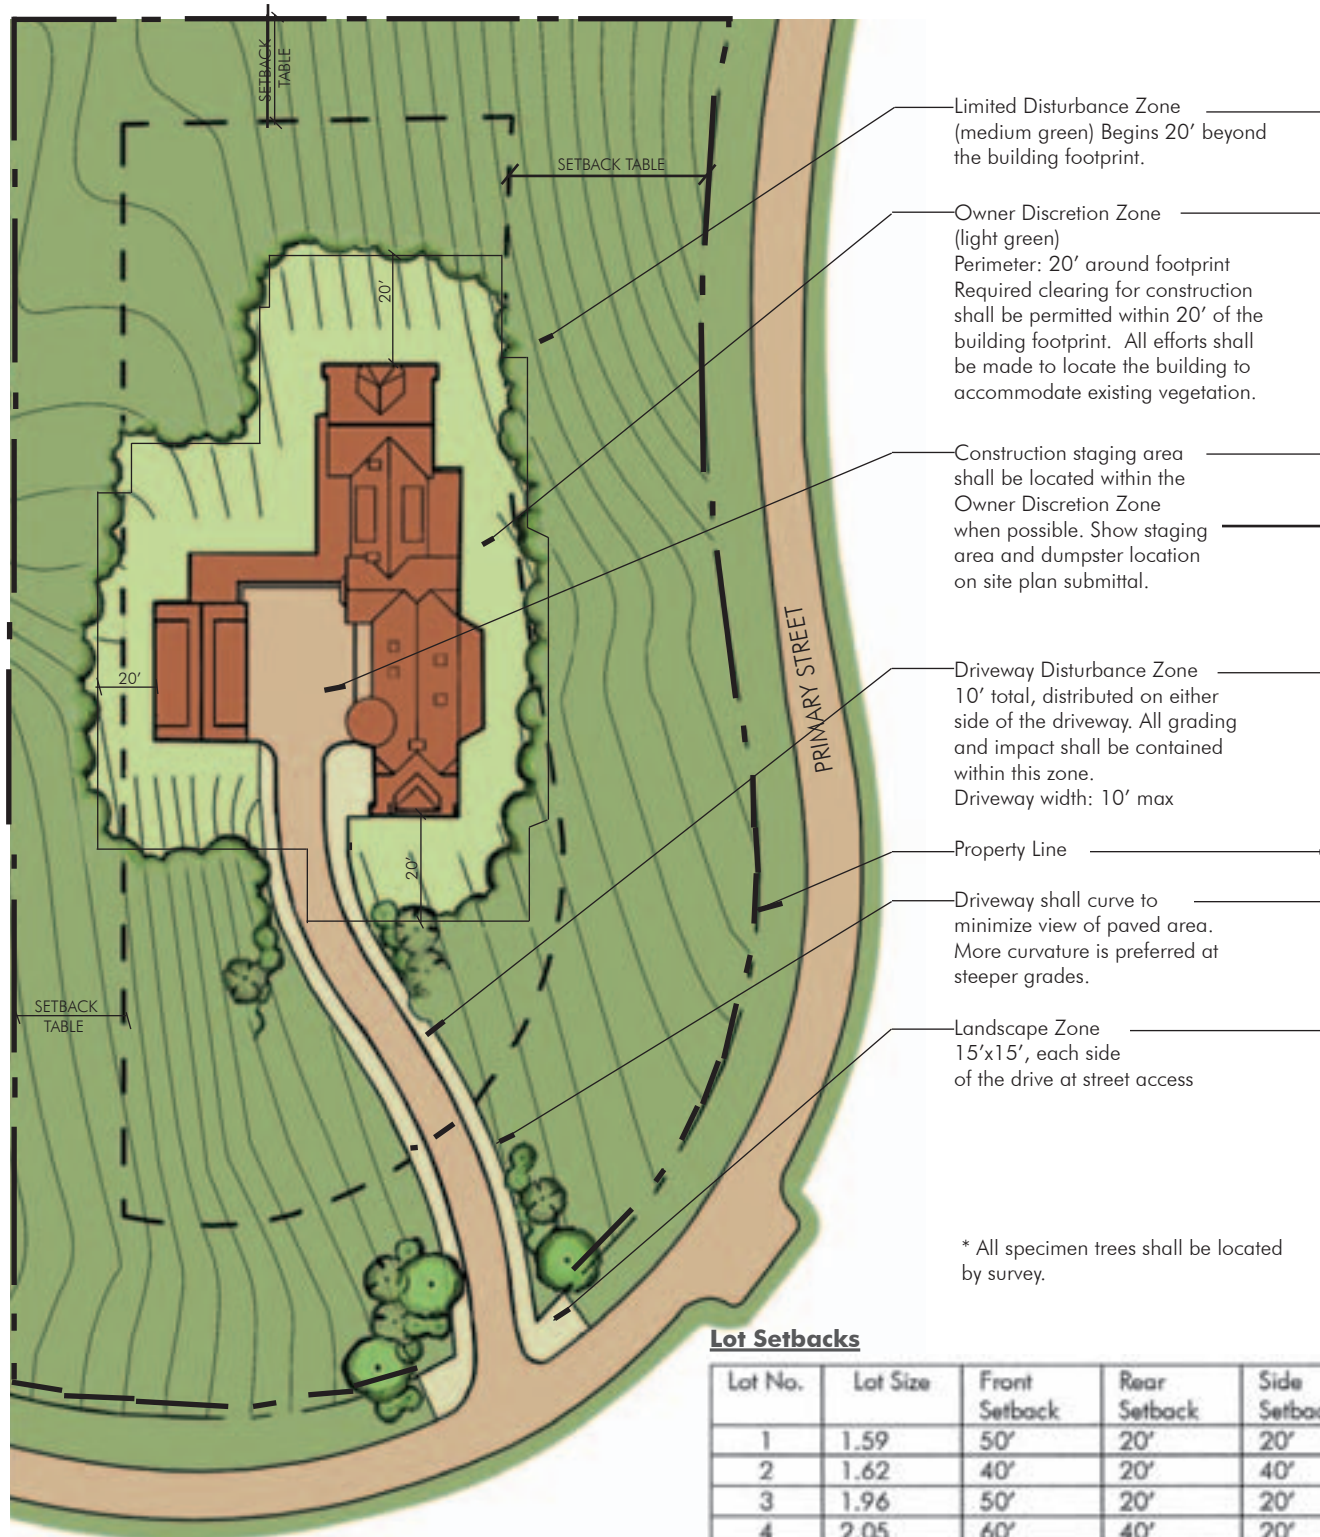 SETBACK
TABLE
SETBACK TABLE
20'
20'
20'
SETBACK
TABLE
PRIMARY STREET
Limited Disturbance Zone
(medium green) Begins 20' beyond
the building footprint.
Owner Discretion Zone
(light green)
Perimeter: 20' around footprint
Required clearing for construction
shall be permitted within 20' of the
building footprint. All efforts shall
be made to locate the building to
accommodate existing vegetation.
Construction staging area
shall be located within the
Owner Discretion Zone
when possible. Show staging
area and dumpster location
on site plan submittal.
Driveway Disturbance Zone
10' total, distributed on either
side of the driveway. All grading
and impact shall be contained
within this zone.
Driveway width: 10' max
Property Line
Driveway shall curve to
minimize view of paved area.
More curvature is preferred at
steeper grades.
Landscape Zone
15'x15', each side
of the drive at street access
* All specimen trees shall be located
by survey.
Lot Setbacks
Lot No. Lot Size Front Rear Side
Setback Setback Setbac
1 1.59 50' 20' 20'
2 1.62 40' 20' 40'
3 1.96 50' 20' 20'
4 2.05 60' 40' 20'